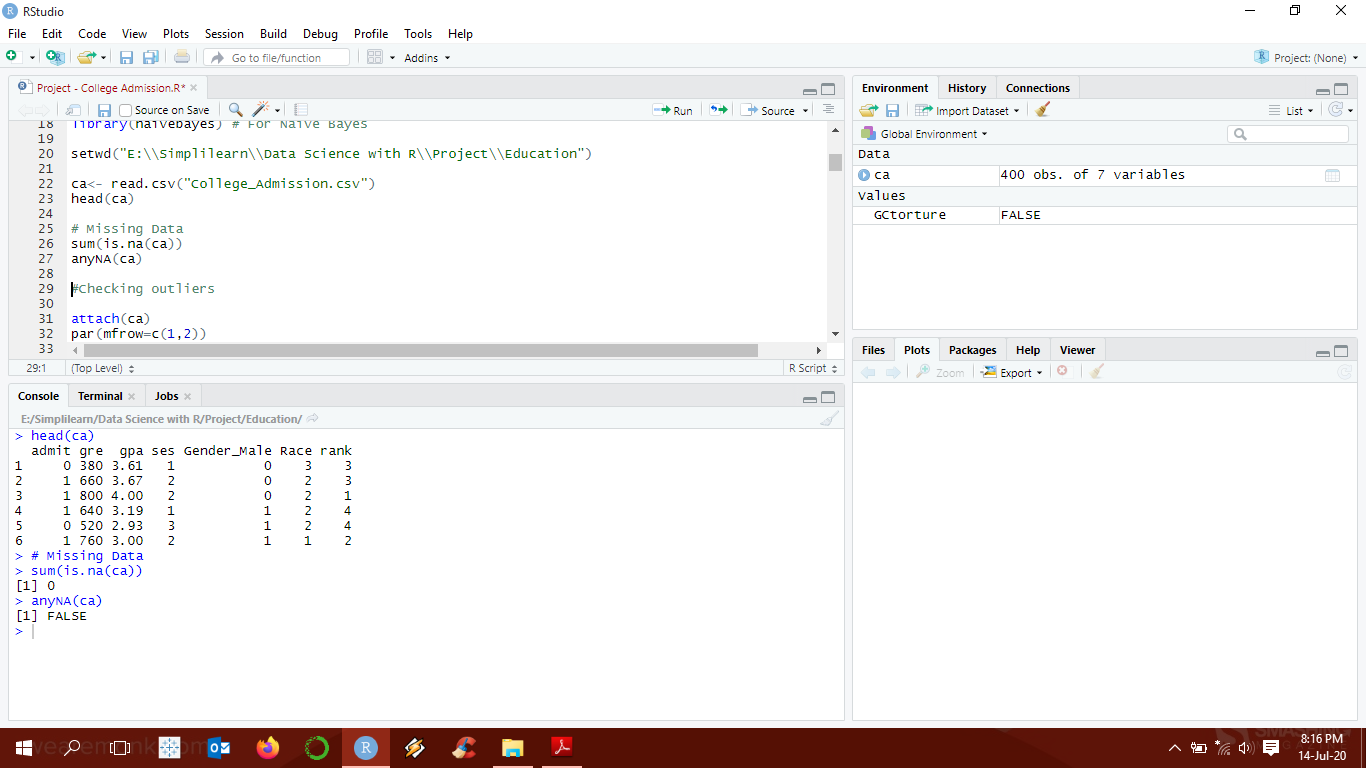 RStudio
File Edit Code View Plots Session Build Debug Profile Tools Help
Go to file/function Addins Project: (None)
Project - College Admission.R*
Source on Save Run Source
18 library(naivebayes) # For Naive Bayes
19
20 setwd("E:\\Simplilearn\\Data Science with R\\Project\\Education")
21
22 ca<- read.csv("College_Admission.csv")
23 head(ca)
24
25 # Missing Data
26 sum(is.na(ca))
27 anyNA(ca)
28
29 #Checking outliers
30
31 attach(ca)
32 par(mfrow=c(1,2))
33
29:1 (Top Level) R Script
Console Terminal Jobs
E:/Simplilearn/Data Science with R/Project/Education/
> head(ca)
admit gre gpa ses Gender_Male Race rank
1 0 380 3.61 1 0 3 3
2 1 660 3.67 2 0 2 3
3 1 800 4.00 2 0 2 1
4 1 640 3.19 1 1 2 4
5 0 520 2.93 3 1 2 4
6 1 760 3.00 2 1 1 2
> # Missing Data
> sum(is.na(ca))
[1] 0
> anyNA(ca)
[1] FALSE
>
Environment History Connections
Import Dataset List
Global Environment
Data
ca 400 obs. of 7 variables
Values
GCtorture FALSE
Files Plots Packages Help Viewer
Zoom Export
8:16 PM
14-Jul-20